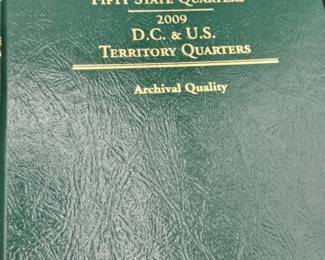 Fifty State Quarters
2009
D.C. & U.S.
Territory Quarters
Archival Quality